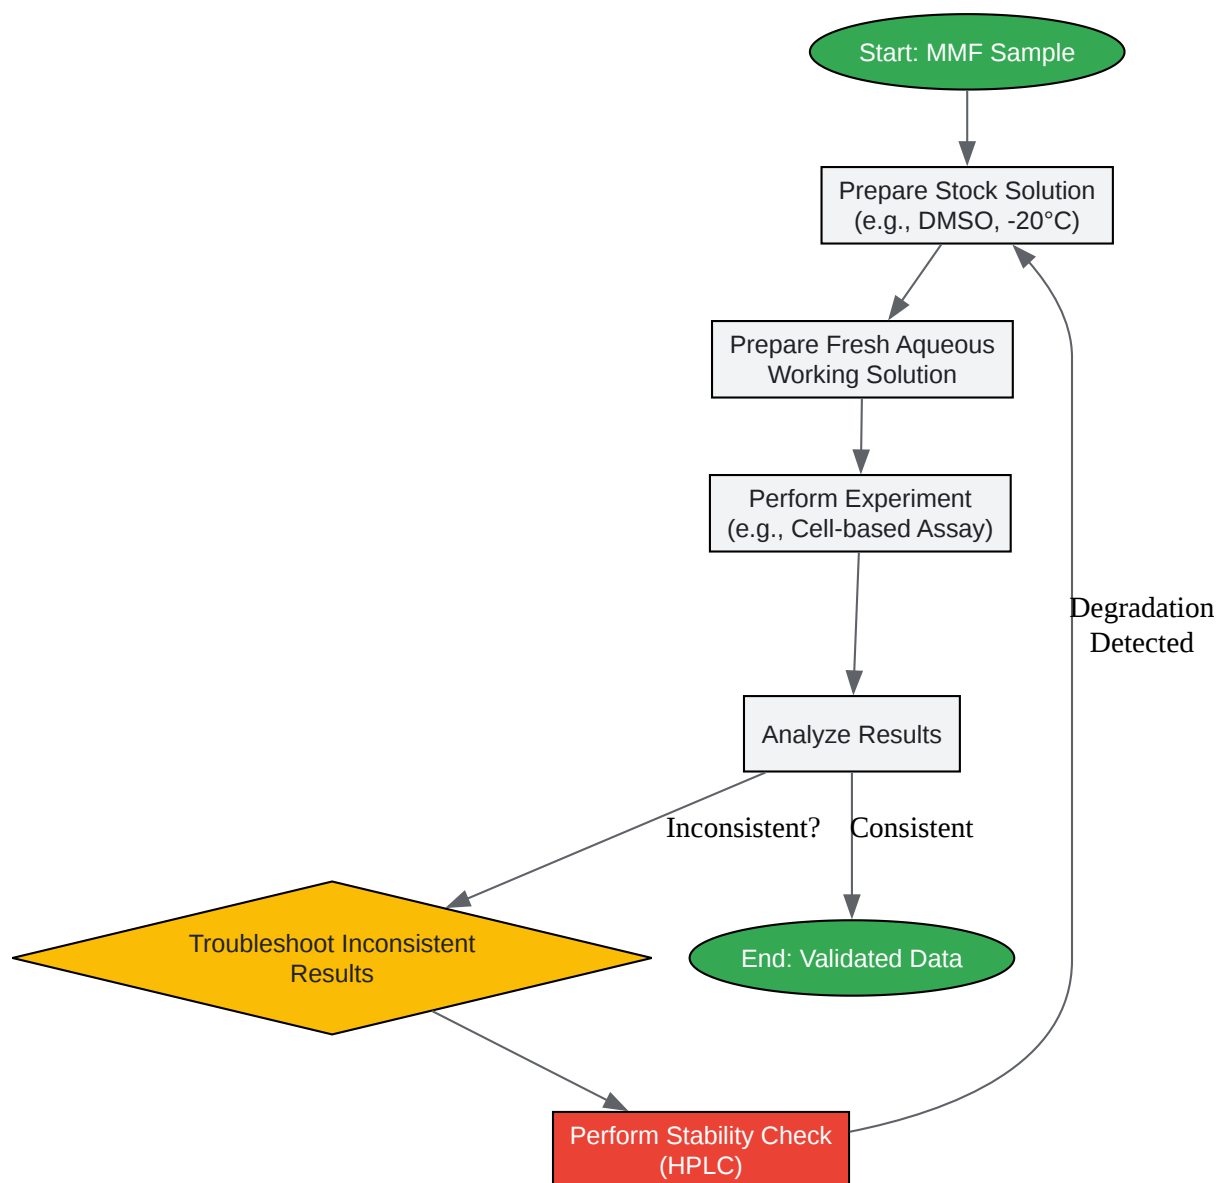 Start: MMF Sample
Prepare Stock Solution
(e.g., DMSO, -20°C)
Prepare Fresh Aqueous
Working Solution
Perform Experiment
(e.g., Cell-based Assay)
Degradation
Detected
Analyze Results
Inconsistent?
Consistent
Troubleshoot Inconsistent
Results
End: Validated Data
Perform Stability Check
(HPLC)